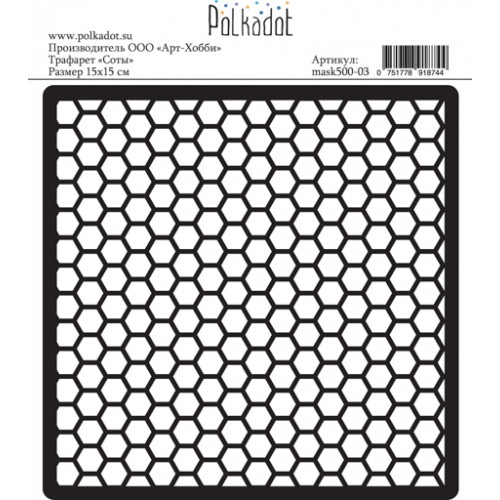 Polkadot
www.polkadot.su
Производитель ООО «Арт-Хобби»
Трафарет «Соты»
Размер 15x15 см
Артикул:
mask500-03
0 751778 918744